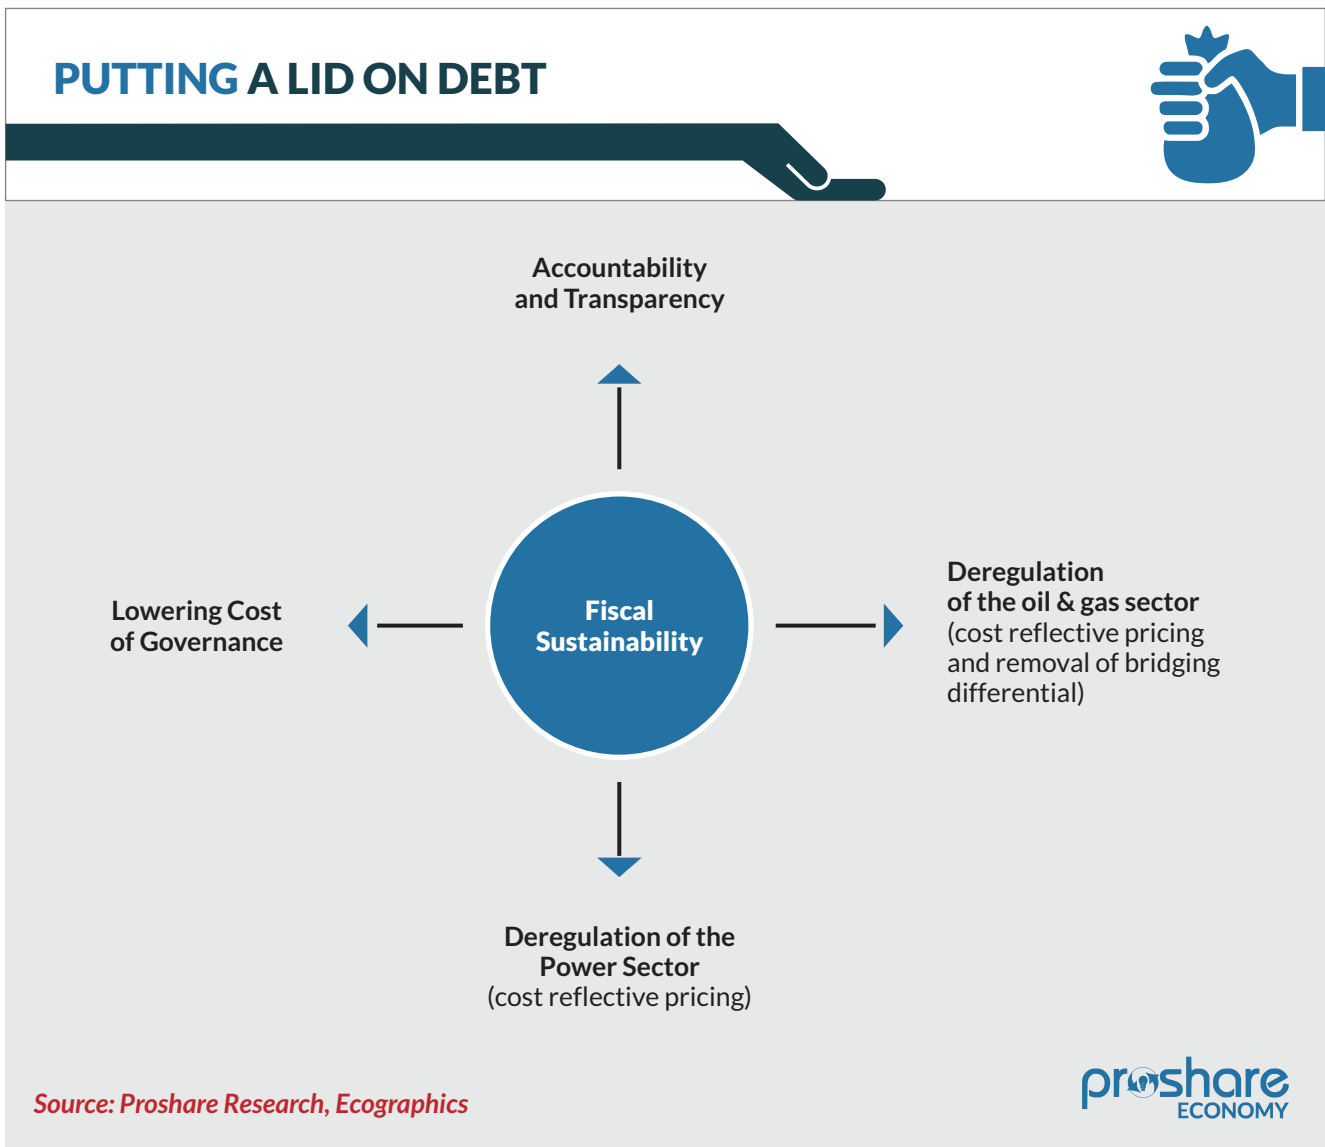 PUTTING A LID ON DEBT
Accountability
and Transparency
Lowering Cost
of Governance
Fiscal
Sustainability
Deregulation
of the oil & gas sector
(cost reflective pricing
and removal of bridging
differential)
Deregulation of the
Power Sector
(cost reflective pricing)
Source: Proshare Research, Ecographics
proshare
ECONOMY